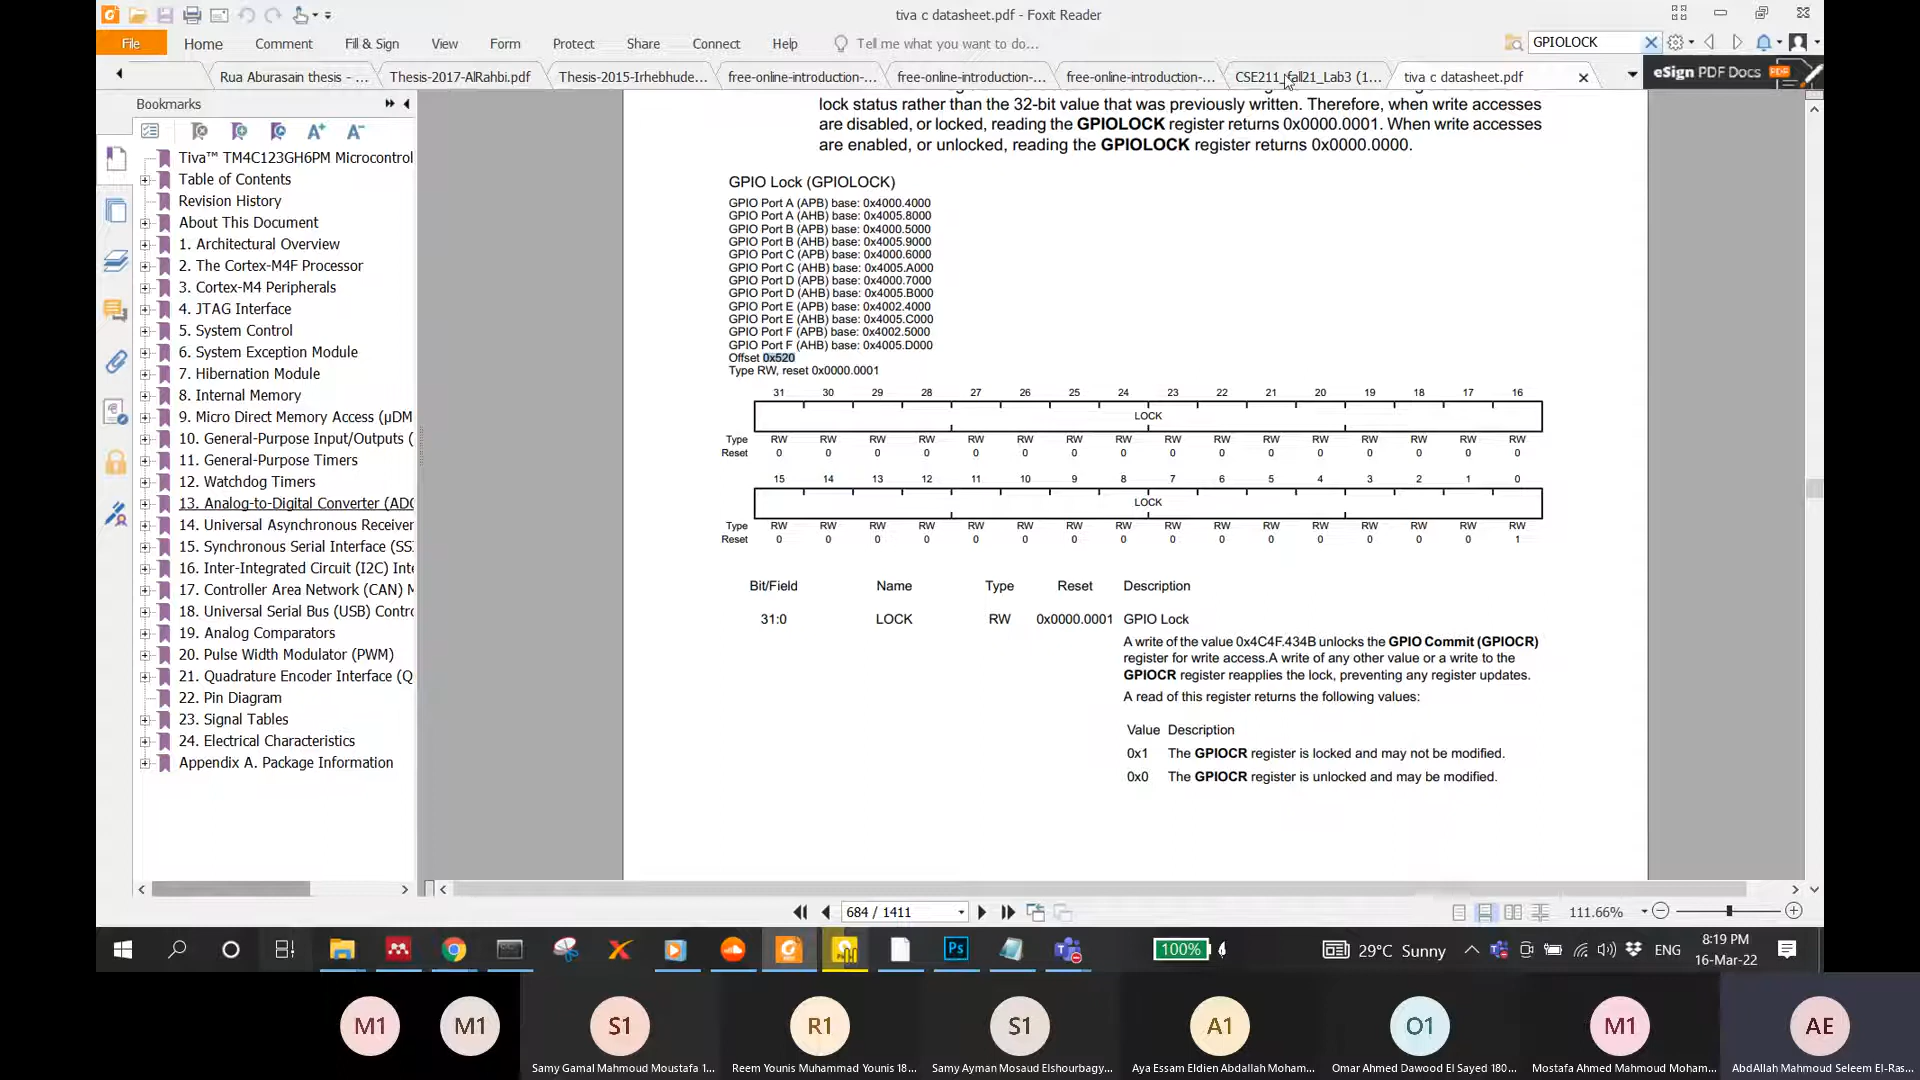 tiva c datasheet.pdf - Foxit Reader
File Home Comment Fill & Sign View Form Protect Share Connect Help Tell me what you want to do... GPIOLOCK
Rua Aburasain thesis - ... Thesis-2017-AlRahbi.pdf Thesis-2015-Irhebhude... free-online-introduction-... free-online-introduction-... free-online-introduction-... CSE211_fall21_Lab3 (1... tiva c datasheet.pdf eSign PDF Docs PDF
Bookmarks
Tiva™ TM4C123GH6PM Microcontrol
Table of Contents
Revision History
About This Document
1. Architectural Overview
2. The Cortex-M4F Processor
3. Cortex-M4 Peripherals
4. JTAG Interface
5. System Control
6. System Exception Module
7. Hibernation Module
8. Internal Memory
9. Micro Direct Memory Access (µDM
10. General-Purpose Input/Outputs (
11. General-Purpose Timers
12. Watchdog Timers
13. Analog-to-Digital Converter (ADC
14. Universal Asynchronous Receiver
15. Synchronous Serial Interface (SS
16. Inter-Integrated Circuit (I2C) Inte
17. Controller Area Network (CAN) M
18. Universal Serial Bus (USB) Contro
19. Analog Comparators
20. Pulse Width Modulator (PWM)
21. Quadrature Encoder Interface (Q
22. Pin Diagram
23. Signal Tables
24. Electrical Characteristics
Appendix A. Package Information
lock status rather than the 32-bit value that was previously written. Therefore, when write accesses
are disabled, or locked, reading the GPIOLOCK register returns 0x0000.0001. When write accesses
are enabled, or unlocked, reading the GPIOLOCK register returns 0x0000.0000.
GPIO Lock (GPIOLOCK)
GPIO Port A (APB) base: 0x4000.4000
GPIO Port A (AHB) base: 0x4005.8000
GPIO Port B (APB) base: 0x4000.5000
GPIO Port B (AHB) base: 0x4005.9000
GPIO Port C (APB) base: 0x4000.6000
GPIO Port C (AHB) base: 0x4005.A000
GPIO Port D (APB) base: 0x4000.7000
GPIO Port D (AHB) base: 0x4005.B000
GPIO Port E (APB) base: 0x4002.4000
GPIO Port E (AHB) base: 0x4005.C000
GPIO Port F (APB) base: 0x4002.5000
GPIO Port F (AHB) base: 0x4005.D000
Offset 0x520
Type RW, reset 0x0000.0001
31 30 29 28 27 26 25 24 23 22 21 20 19 18 17 16
LOCK
Type RW RW RW RW RW RW RW RW RW RW RW RW RW RW RW RW
Reset 0 0 0 0 0 0 0 0 0 0 0 0 0 0 0 0
15 14 13 12 11 10 9 8 7 6 5 4 3 2 1 0
LOCK
Type RW RW RW RW RW RW RW RW RW RW RW RW RW RW RW RW
Reset 0 0 0 0 0 0 0 0 0 0 0 0 0 0 0 1
Bit/Field Name Type Reset Description
31:0 LOCK RW 0x0000.0001 GPIO Lock
A write of the value 0x4C4F.434B unlocks the GPIO Commit (GPIOCR)
register for write access.A write of any other value or a write to the
GPIOCR register reapplies the lock, preventing any register updates.
A read of this register returns the following values:
Value Description
0x1 The GPIOCR register is locked and may not be modified.
0x0 The GPIOCR register is unlocked and may be modified.
684 / 1411
111.66%
100% 29°C Sunny ENG 8:19 PM
16-Mar-22
M1 M1 S1 R1 S1 A1 O1 M1 AE
Samy Gamal Mahmoud Moustafa 1... Reem Younis Muhammad Younis 18... Samy Ayman Mosaud Elshourbagy... Aya Essam Eldien Abdallah Moham... Omar Ahmed Dawood El Sayed 180... Mostafa Ahmed Mahmoud Moham... AbdAllah Mahmoud Seleem El-Ras...